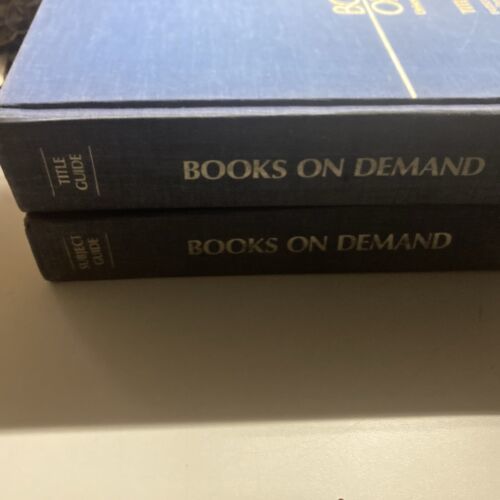 TITLE
GUIDE
BOOKS ON DEMAND
SUBJECT
GUIDE
BOOKS ON DEMAND